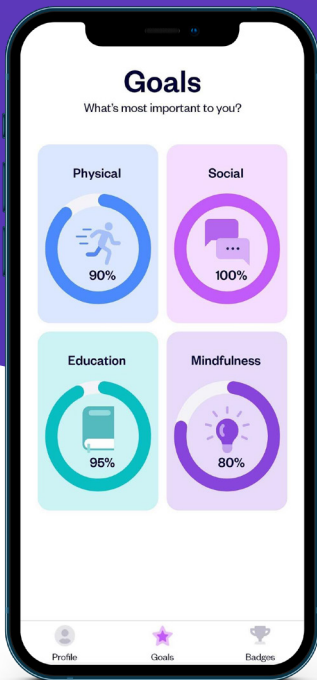 Goals
What's most important to you?
Physical
90%
Social
100%
Education
95%
Mindfulness
80%
Profile
Goals
Badges